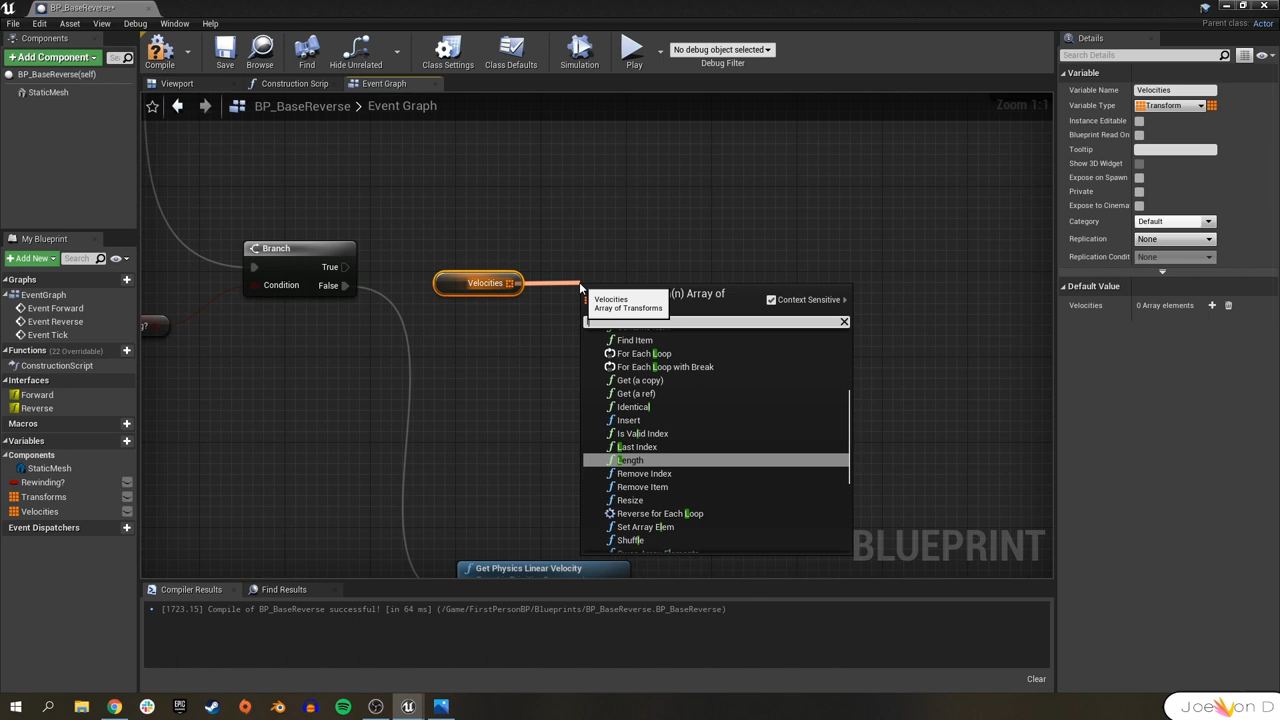 BP_BaseReverse*
Parent class: Actor
File Edit Asset View Debug Window Help
Components
Details
Add Component
BP_BaseReverse(self)
StaticMesh
Compile
Save
Browse
Find
Hide Unrelated
Class Settings
Class Defaults
Simulation
Play
No debug object selected
Debug Filter
Viewport
Construction Scrip
Event Graph
BP_BaseReverse > Event Graph
Zoom 1:1
Branch
True
Condition
False
g?
Velocities
Velocities
Array of Transforms
(n) Array of
Context Sensitive
Find Item
For Each Loop
For Each Loop with Break
Get (a copy)
Get (a ref)
Identical
Insert
Is Valid Index
Last Index
Length
Remove Index
Remove Item
Resize
Reverse for Each Loop
Set Array Elem
Shuffle
Get Physics Linear Velocity
BLUEPRINT
My Blueprint
Add New
Search
Graphs
EventGraph
Event Forward
Event Reverse
Event Tick
Functions (22 Overridable)
ConstructionScript
Interfaces
Forward
Reverse
Macros
Variables
Components
StaticMesh
Rewinding?
Transforms
Velocities
Event Dispatchers
Compiler Results
Find Results
[1723.15] Compile of BP_BaseReverse successful! [in 64 ms] (/Game/FirstPersonBP/Blueprints/BP_BaseReverse.BP_BaseReverse)
Clear
Search Details
Variable
Variable Name Velocities
Variable Type Transform
Instance Editable
Blueprint Read On
Tooltip
Show 3D Widget
Expose on Spawn
Private
Expose to Cinema
Category Default
Replication None
Replication Condit None
Default Value
Velocities 0 Array elements
EPIC GAMES
Joe Von D